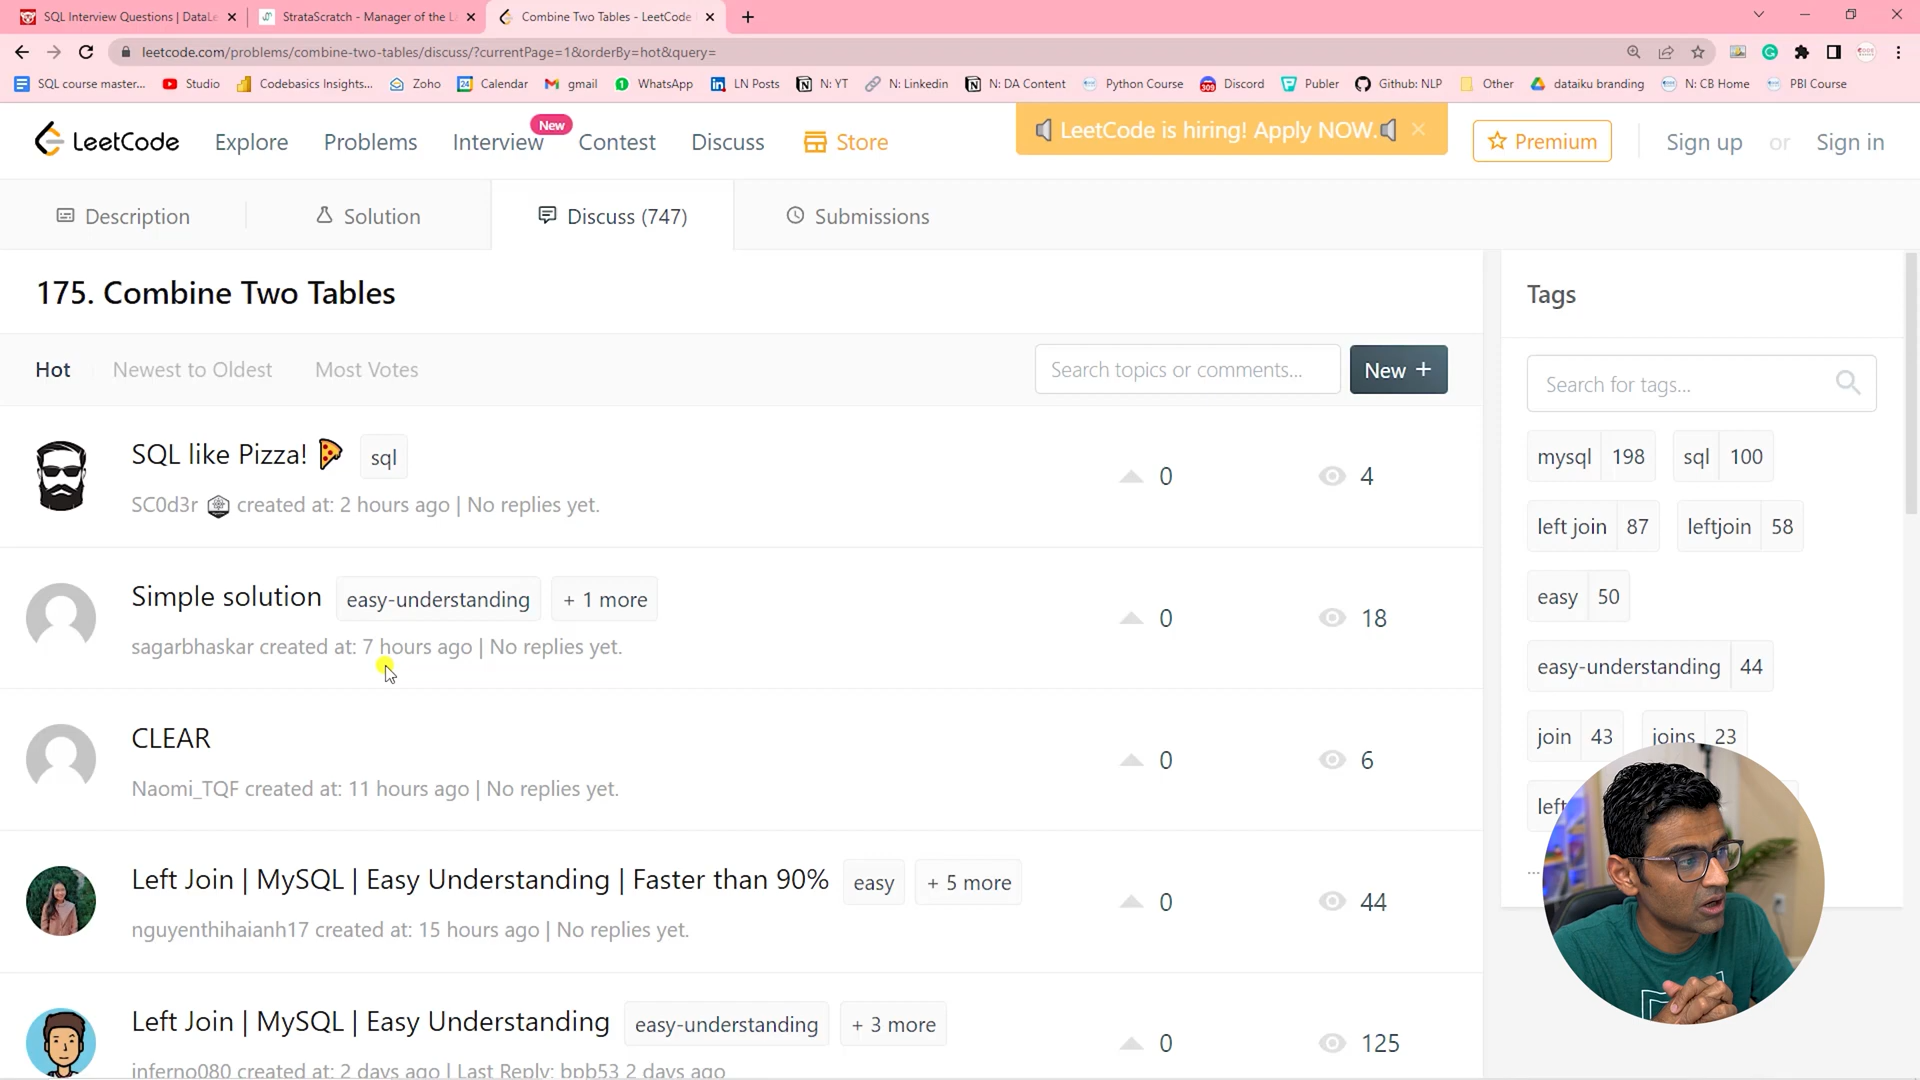 SQL Interview Questions | DataLe
StrataScratch - Manager of the L
Combine Two Tables - LeetCode
leetcode.com/problems/combine-two-tables/discuss/?currentPage=1&orderBy=hot&query=
SQL course master...
Studio
Codebasics Insights...
Zoho
24 Calendar
gmail
1 WhatsApp
LN Posts
N: YT
N: Linkedin
N: DA Content
Python Course
309 Discord
Publer
Github: NLP
Other
dataiku branding
N: CB Home
PBI Course
LeetCode
Explore
Problems
Interview
New
Contest
Discuss
Store
LeetCode is hiring! Apply NOW.
Premium
Sign up or Sign in
Description
Solution
Discuss (747)
Submissions
175. Combine Two Tables
Hot
Newest to Oldest
Most Votes
Search topics or comments...
New +
SQL like Pizza! 🍕 sql
SC0d3r created at: 2 hours ago | No replies yet.
0
4
Simple solution easy-understanding + 1 more
sagarbhaskar created at: 7 hours ago | No replies yet.
0
18
CLEAR
Naomi_TQF created at: 11 hours ago | No replies yet.
0
6
Left Join | MySQL | Easy Understanding | Faster than 90% easy + 5 more
nguyenthihaianh17 created at: 15 hours ago | No replies yet.
0
44
Left Join | MySQL | Easy Understanding easy-understanding + 3 more
inferno080 created at: 2 days ago | Last Reply: bpb53 2 days ago
0
125
Tags
Search for tags...
mysql 198 sql 100
left join 87 leftjoin 58
easy 50
easy-understanding 44
join 43 joins 23
left
...